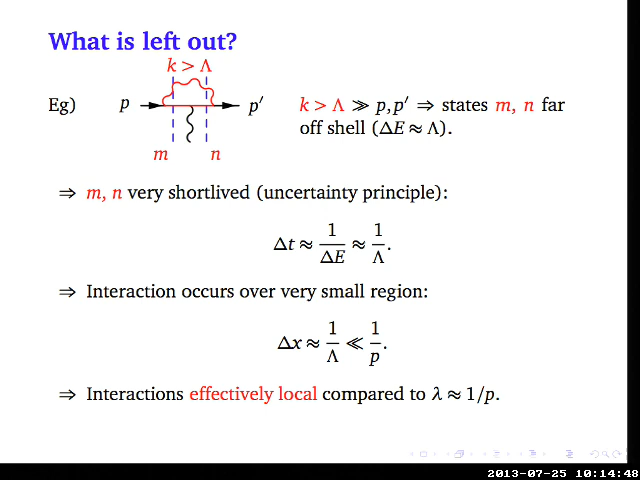 What is left out?
k > Λ
Eg) p p′ k > Λ ≫ p, p′ ⇒ states m, n far
off shell (ΔE ≈ Λ).
m n
⇒ m, n very shortlived (uncertainty principle):
Δt ≈ 1/ΔE ≈ 1/Λ.
⇒ Interaction occurs over very small region:
Δx ≈ 1/Λ ≪ 1/p.
⇒ Interactions effectively local compared to λ ≈ 1/p.
2013-07-25 10:14:48